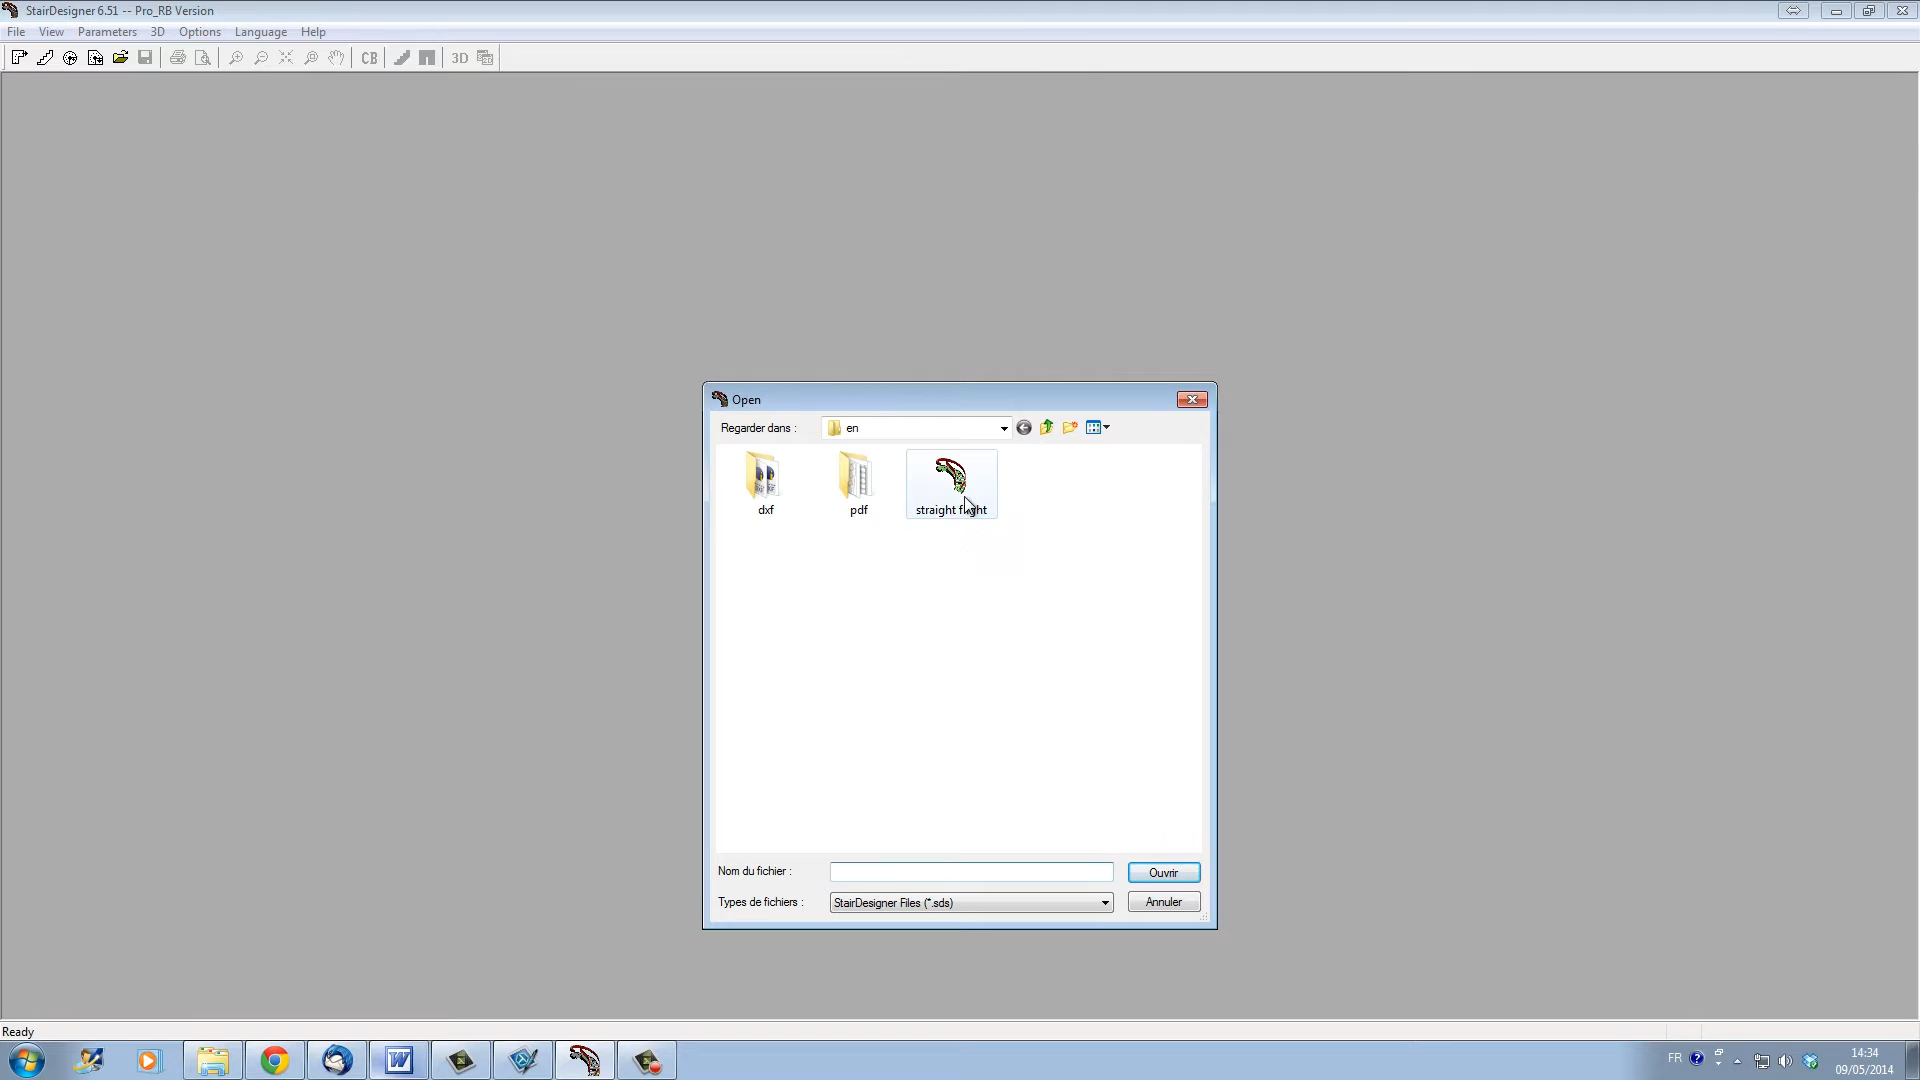 StairDesigner 6.51 -- Pro_RB Version
File View Parameters 3D Options Language Help
CB 3D
Open
Regarder dans : en
dxf pdf straight flight
Nom du fichier : Ouvrir
Types de fichiers : StairDesigner Files (*.sds) Annuler
Ready
FR 14:34
09/05/2014